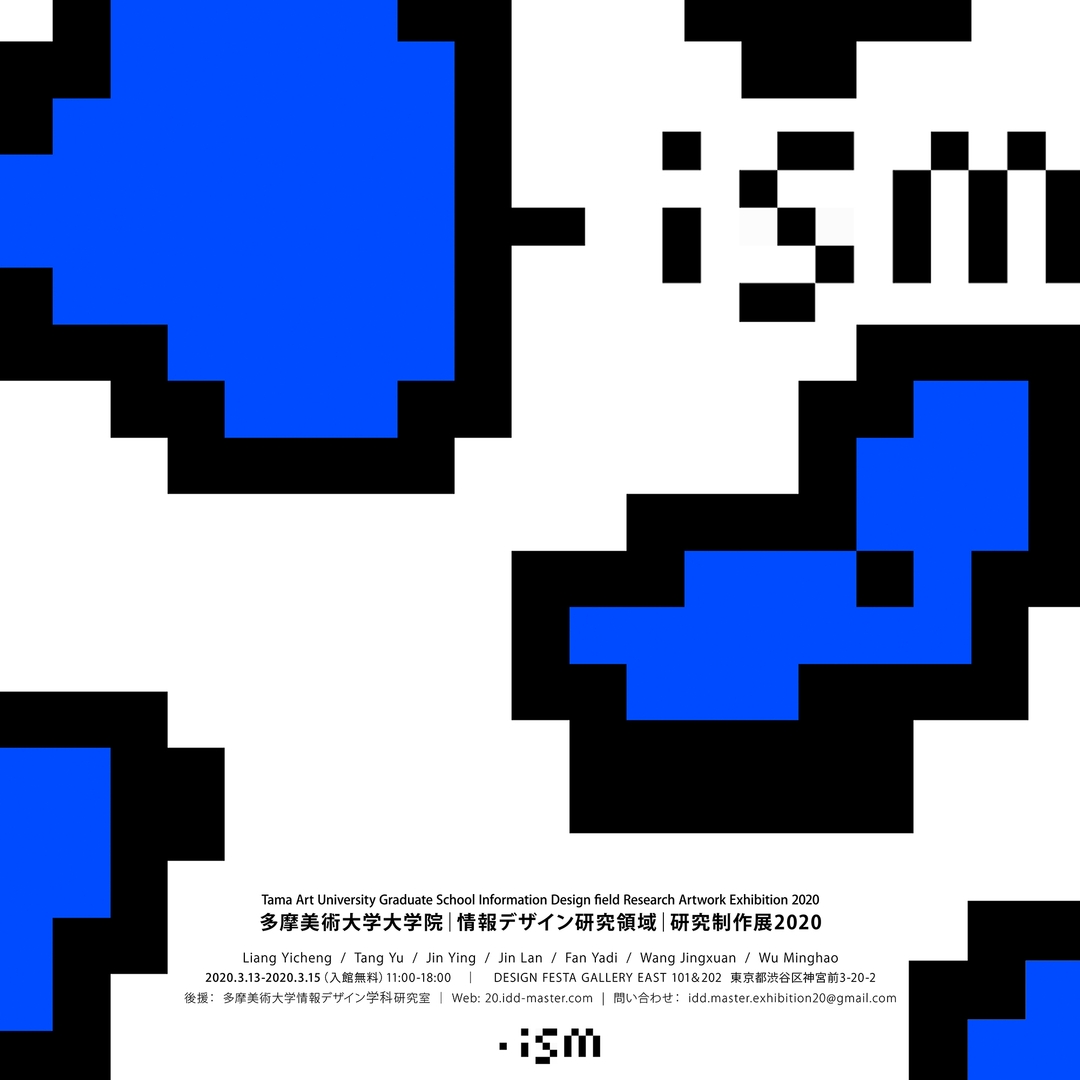 -ism
Tama Art University Graduate School Information Design field Research Artwork Exhibition 2020
多摩美術大学大学院|情報デザイン研究領域|研究制作展2020
Liang Yicheng / Tang Yu / Jin Ying / Jin Lan / Fan Yadi / Wang Jingxuan / Wu Minghao
2020.3.13-2020.3.15(入館無料)11:00-18:00 | DESIGN FESTA GALLERY EAST 101&202 東京都渋谷区神宮前3-20-2
後援: 多摩美術大学情報デザイン学科研究室 | Web: 20.idd-master.com | 問い合わせ: idd.master.exhibition20@gmail.com
·ism